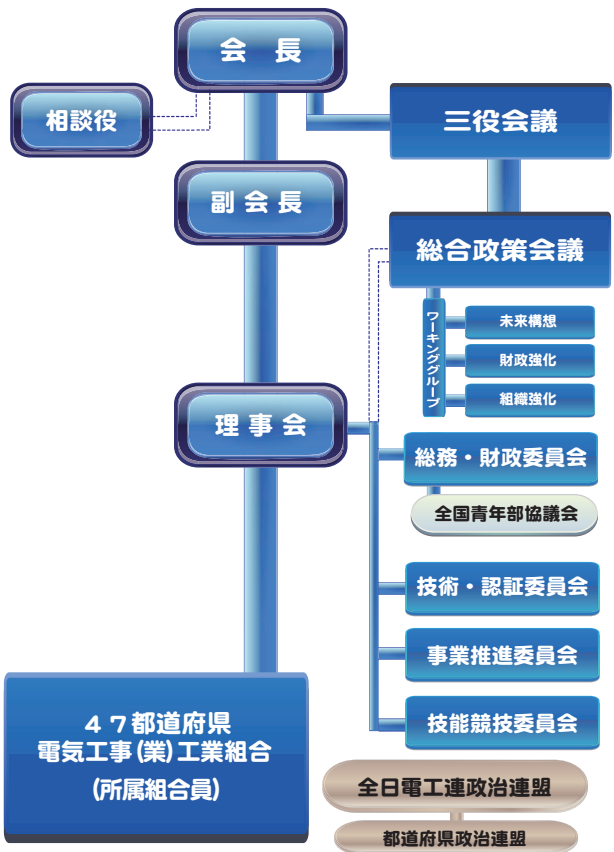 会 長
相談役
三役会議
副 会 長
総合政策会議
ワーキンググループ
未来構想
財政強化
組織強化
理 事 会
総務・財政委員会
全国青年部協議会
技術・認証委員会
事業推進委員会
技能競技委員会
４７都道府県
電気工事(業)工業組合
(所属組合員)
全日電工連政治連盟
都道府県政治連盟